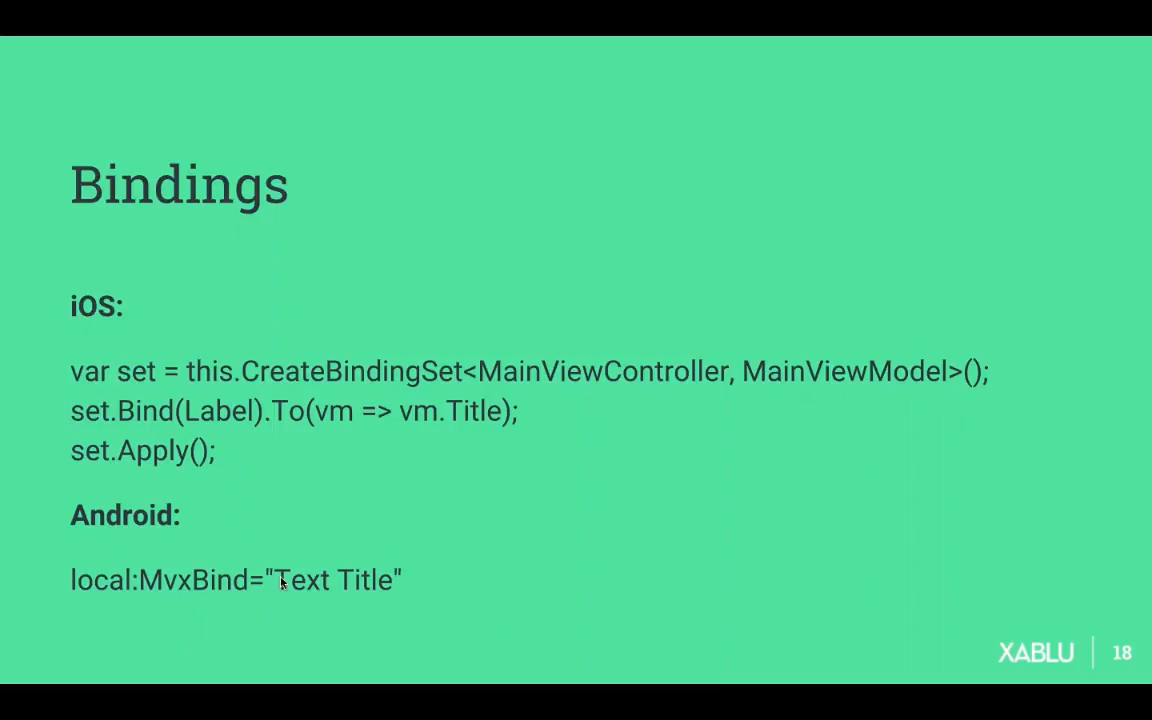 Bindings
iOS:
var set = this.CreateBindingSet<MainViewController, MainViewModel>();
set.Bind(Label).To(vm => vm.Title);
set.Apply();
Android:
local:MvxBind="Text Title"
XABLU | 18